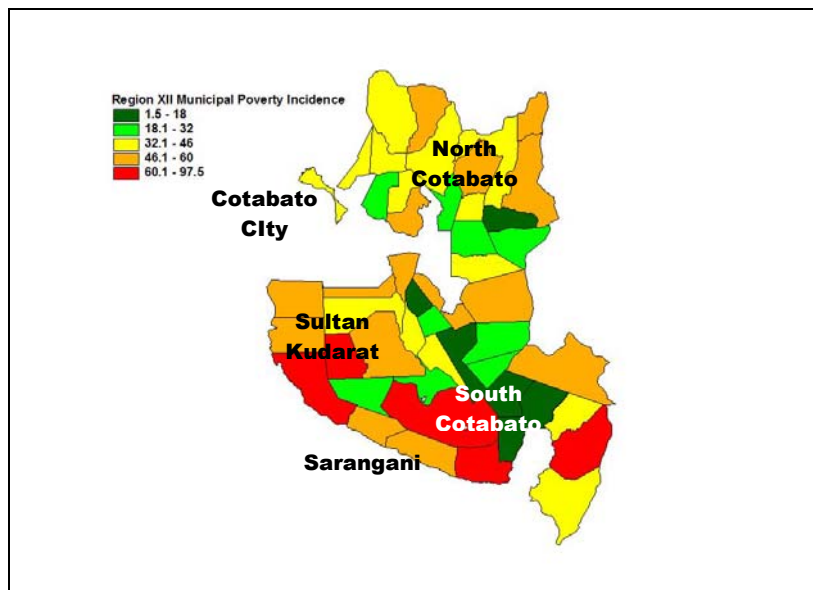 Region XII Municipal Poverty Incidence
1.5 - 18
18.1 - 32
32.1 - 46
46.1 - 60
60.1 - 97.5
North
Cotabato
Cotabato
CIty
Sultan
Kudarat
South
Cotabato
Sarangani